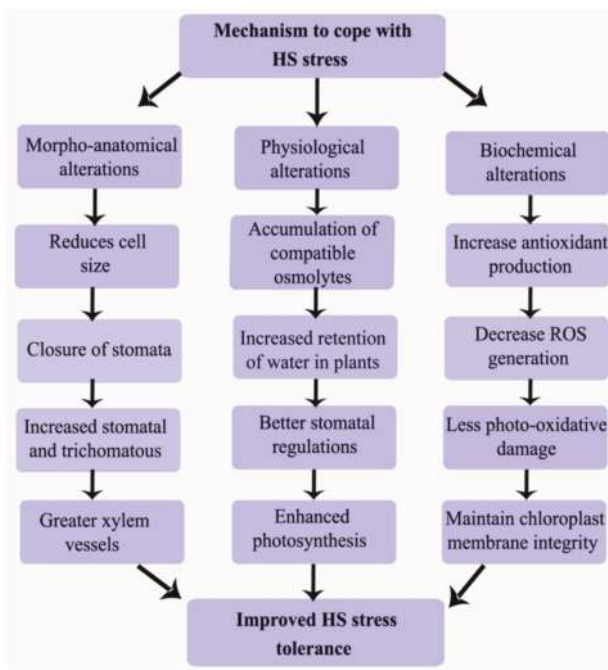 Mechanism to cope with
HS stress
Morpho-anatomical
alterations
Reduces cell
size
Closure of stomata
Increased stomatal
and trichomatous
Greater xylem
vessels
Physiological
alterations
Accumulation of
compatible
osmolytes
Increased retention
of water in plants
Better stomatal
regulations
Enhanced
photosynthesis
Biochemical
alterations
Increase antioxidant
production
Decrease ROS
generation
Less photo-oxidative
damage
Maintain chloroplast
membrane integrity
Improved HS stress
tolerance